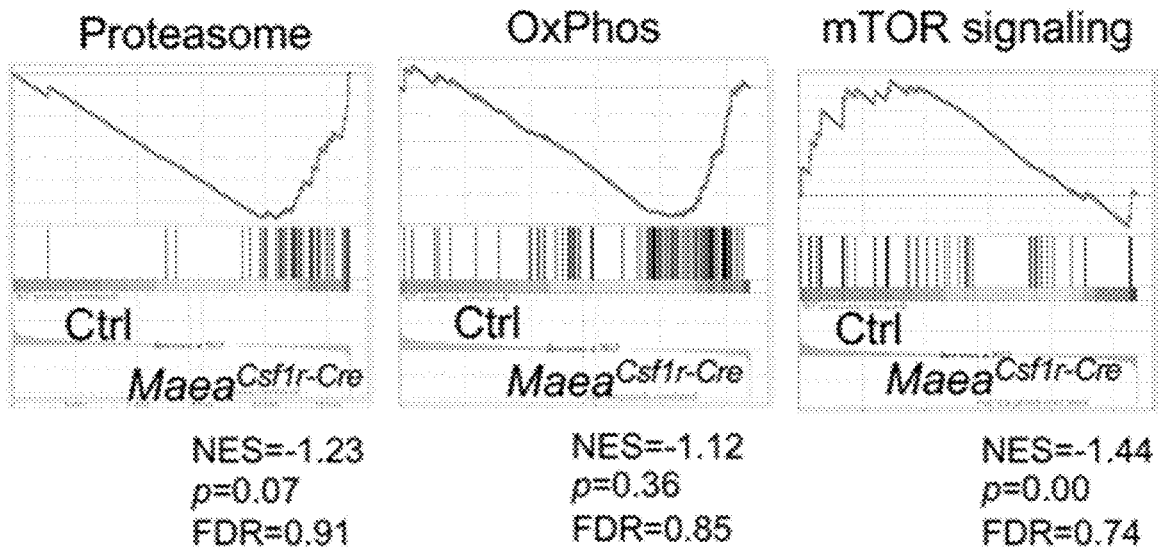 Proteasome
OxPhos
mTOR signaling
Ctrl
Maea^Csf1r-Cre
Ctrl
Maea^Csf1r-Cre
Ctrl
Maea^Csf1r-Cre
NES=-1.23
p=0.07
FDR=0.91
NES=-1.12
p=0.36
FDR=0.85
NES=-1.44
p=0.00
FDR=0.74